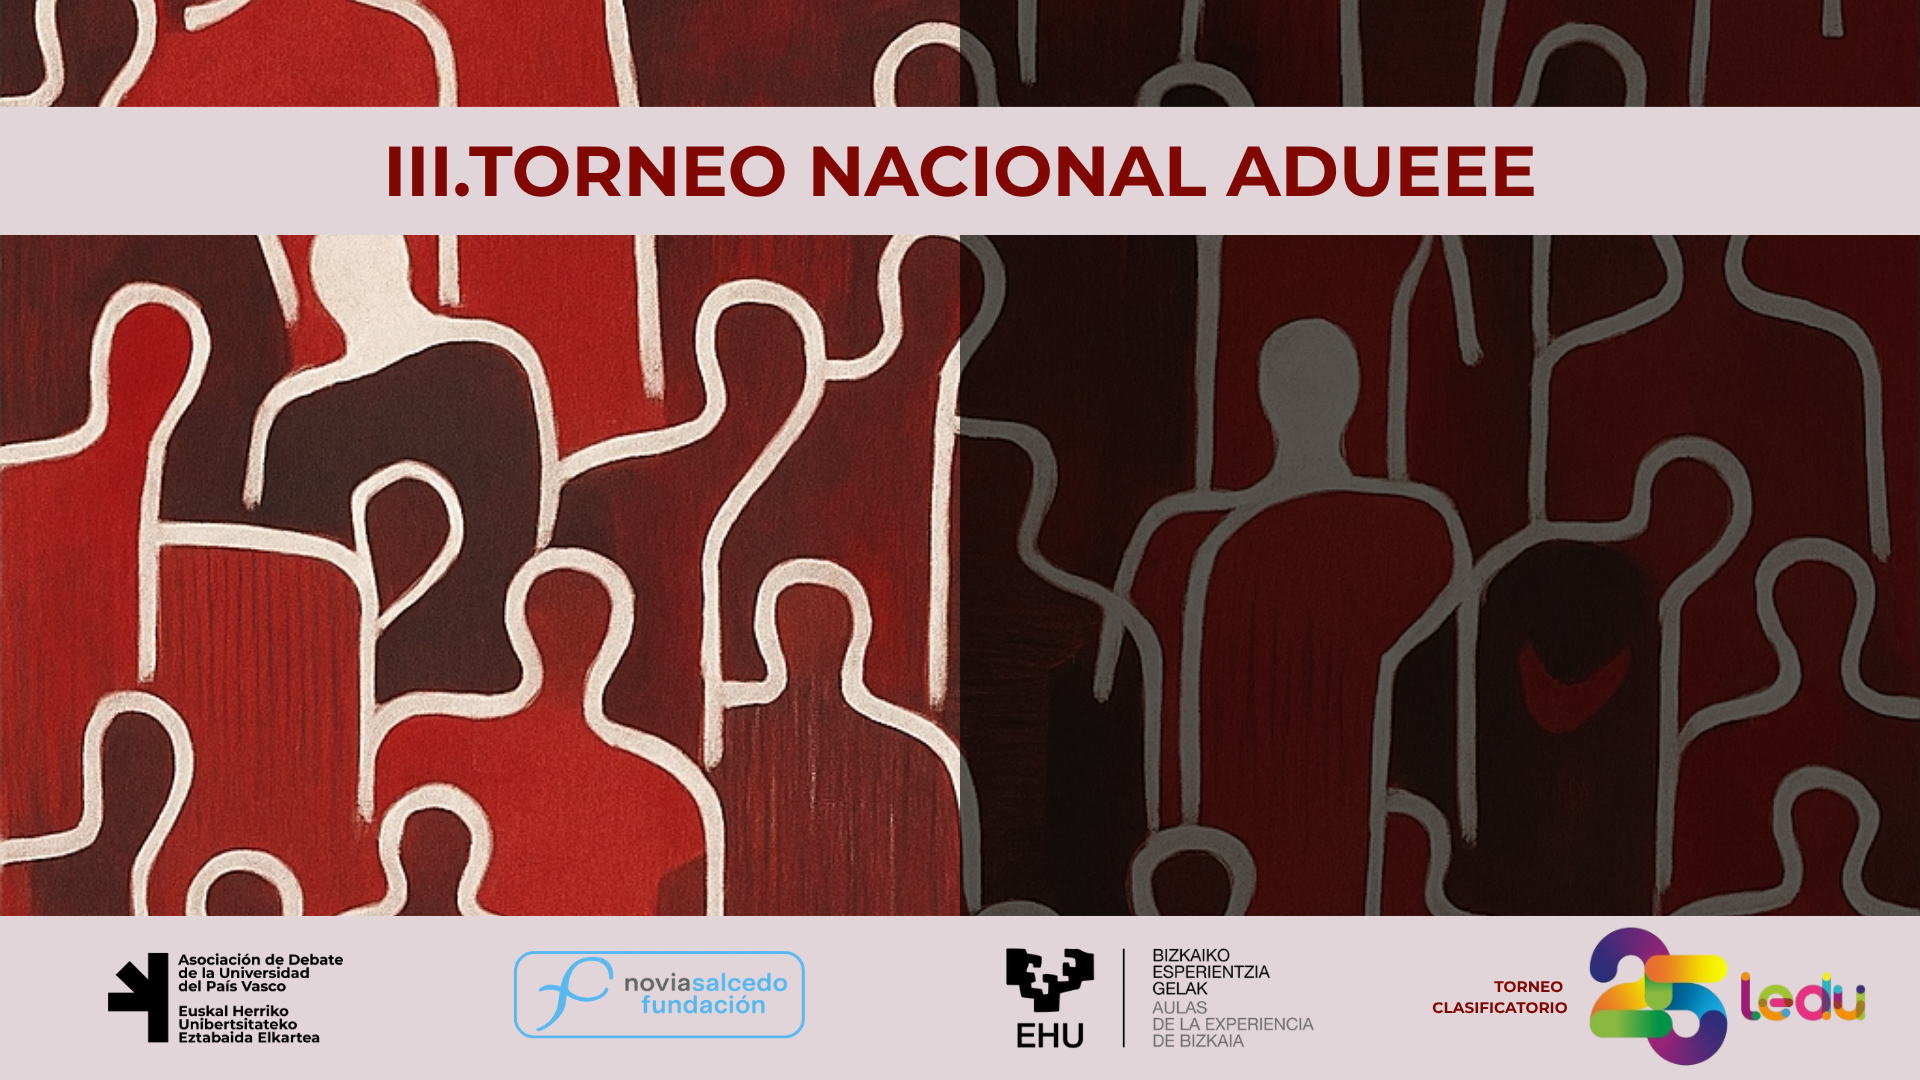 III.TORNEO NACIONAL ADUEEE
Asociación de Debate
de la Universidad
del País Vasco
Euskal Herriko
Unibertsitateko
Eztabaida Elkartea
noviasalcedo
fundación
EHU
BIZKAIKO
ESPERIENTZIA
GELAK
AULAS
DE LA EXPERIENCIA
DE BIZKAIA
TORNEO
CLASIFICATORIO
25
ledu